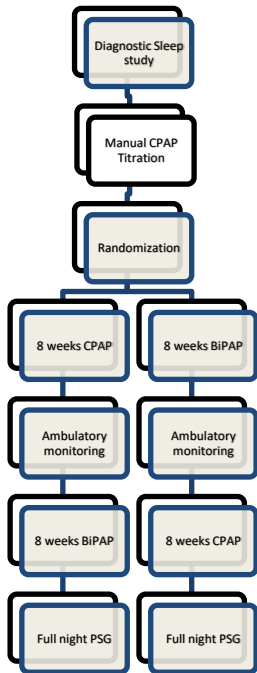 Diagnostic Sleep
study
Manual CPAP
Titration
Randomization
8 weeks CPAP
8 weeks BiPAP
Ambulatory
monitoring
Ambulatory
monitoring
8 weeks BiPAP
8 weeks CPAP
Full night PSG
Full night PSG